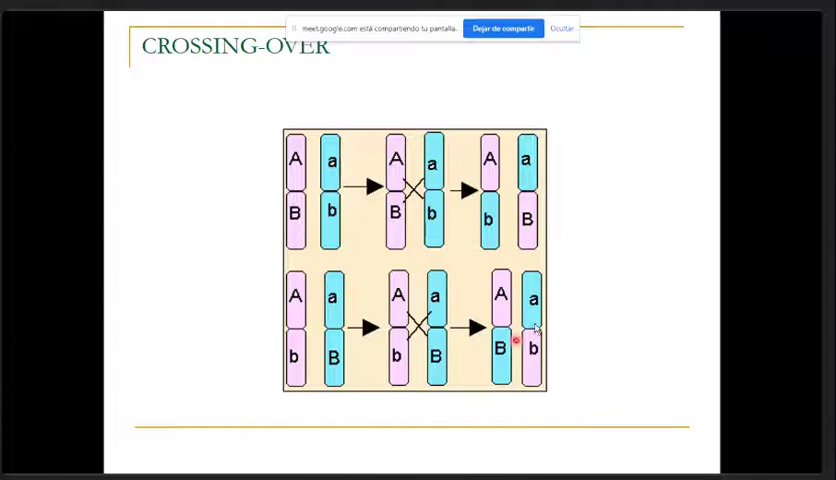 meet.google.com está compartiendo tu pantalla. Dejar de compartir Ocultar
CROSSING-OVER
A a A a A a
B b B b b B
A a A a A a
b B b B B b